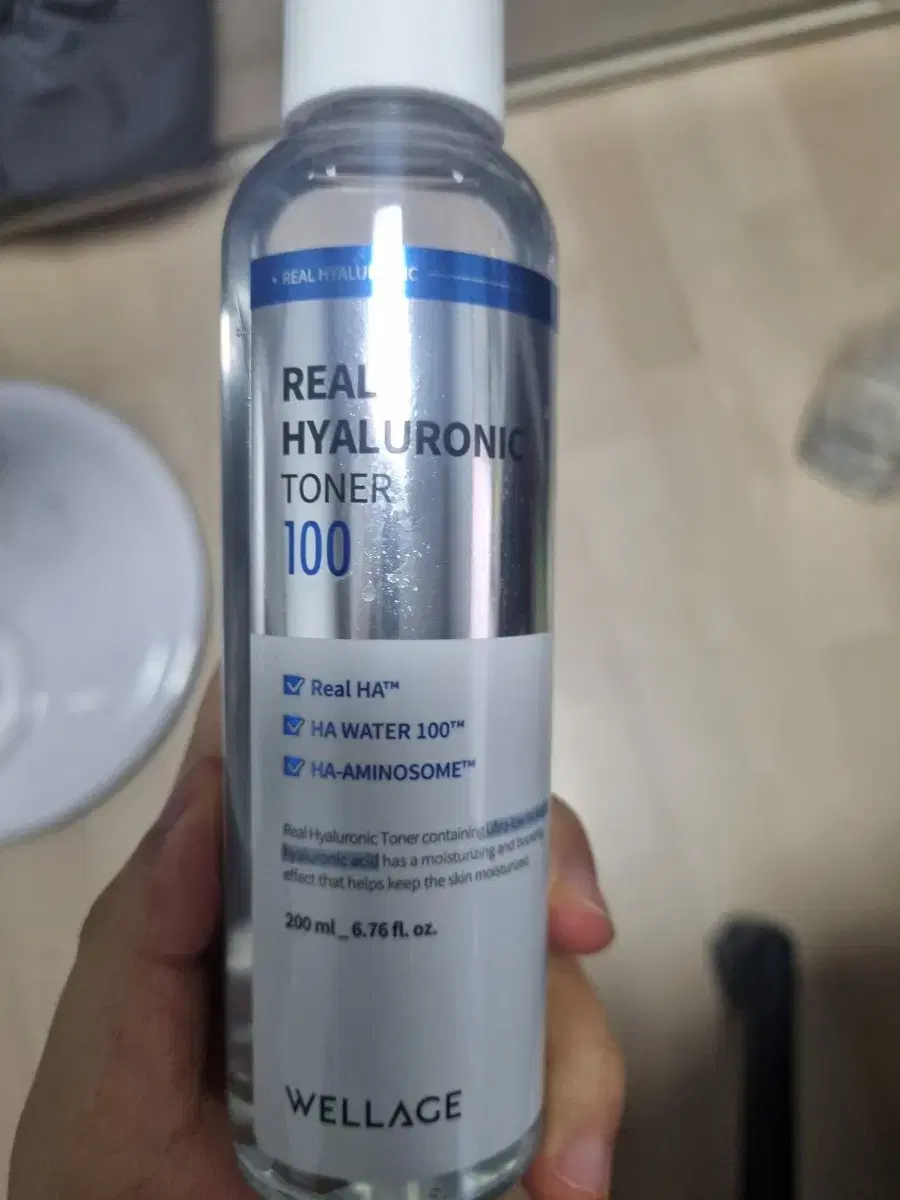 REAL
REAL
HYALURONIC
TONER
100
Real HA™
HA WATER 100™
HA-AMINOSOME™
Real Hyaluronic Toner containing
hyaluronic acid has a moisturizing and
effect that helps keep the skin moisturized.
200 ml _ 6.76 fl. oz.
WELLAGE